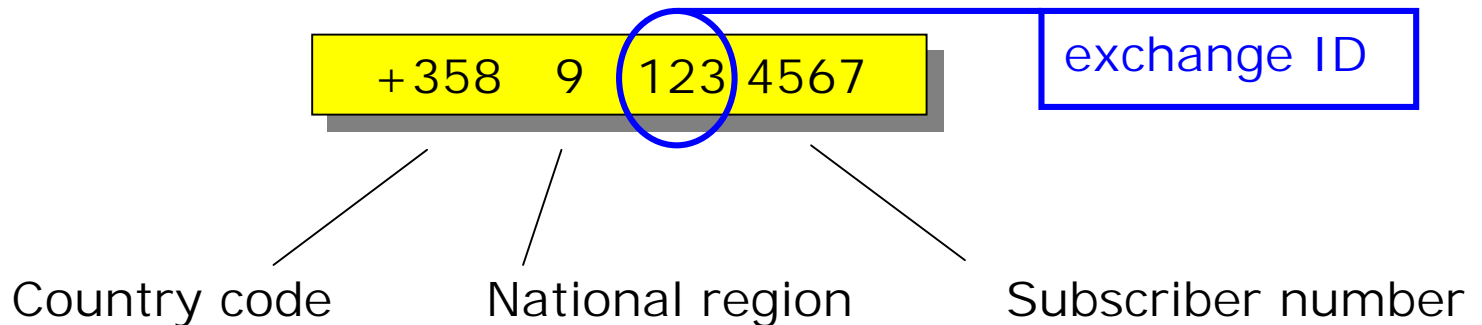 exchange ID
+358 9 123 4567
Country code
National region
Subscriber number